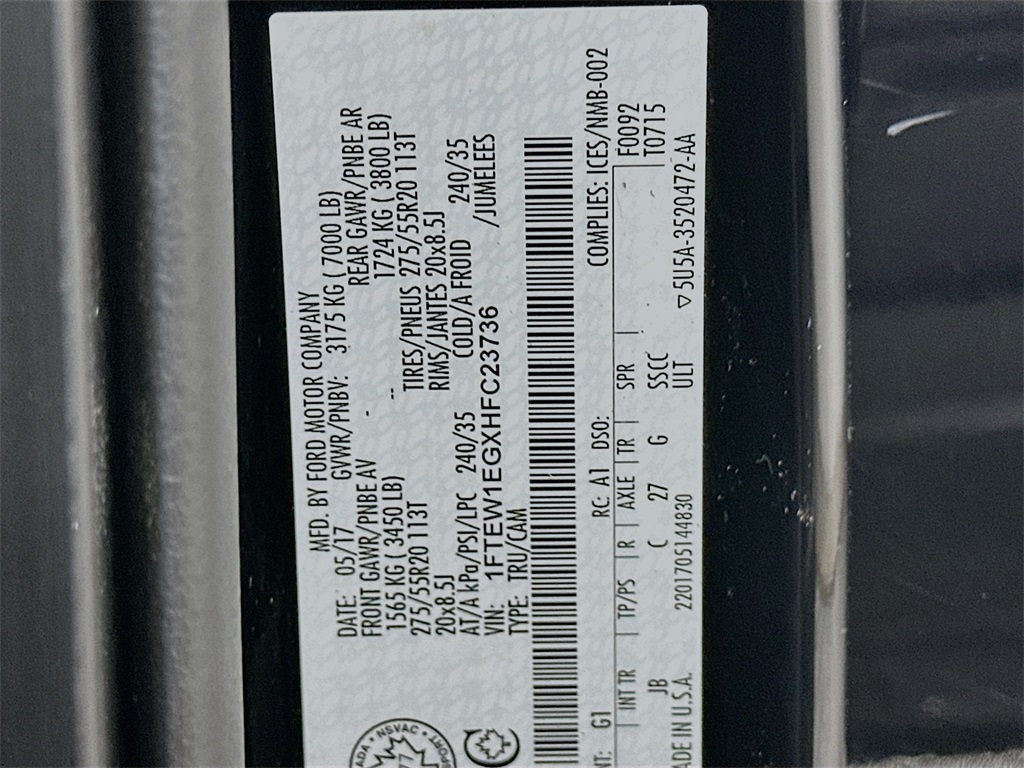 MFD. BY FORD MOTOR COMPANY
DATE: 05/17 GVWR/PNBV: 3175 KG ( 7000 LB)
FRONT GAWR/PNBE AV - REAR GAWR/PNBE AR
1565 KG ( 3450 LB) -- 1724 KG ( 3800 LB)
275/55R20 113T TIRES/PNEUS 275/55R20 113T
20x8.5J RIMS/JANTES 20x8.5J
AT/A kPa/PSI/LPC 240/35 COLD/A FROID 240/35
VIN: 1FTEW1EGXHFC23736 /JUMELEES
TYPE: TRU/CAM
NSVAC
G1 RC: A1 DSO: COMPLIES: ICES/NMB-002
INT TR | TP/PS | R | AXLE | TR | SPR | F0092
JB C 27 G SSCC T0715
ULT
IN U.S.A. 2201705144830 ▽5U5A-3520472-AA